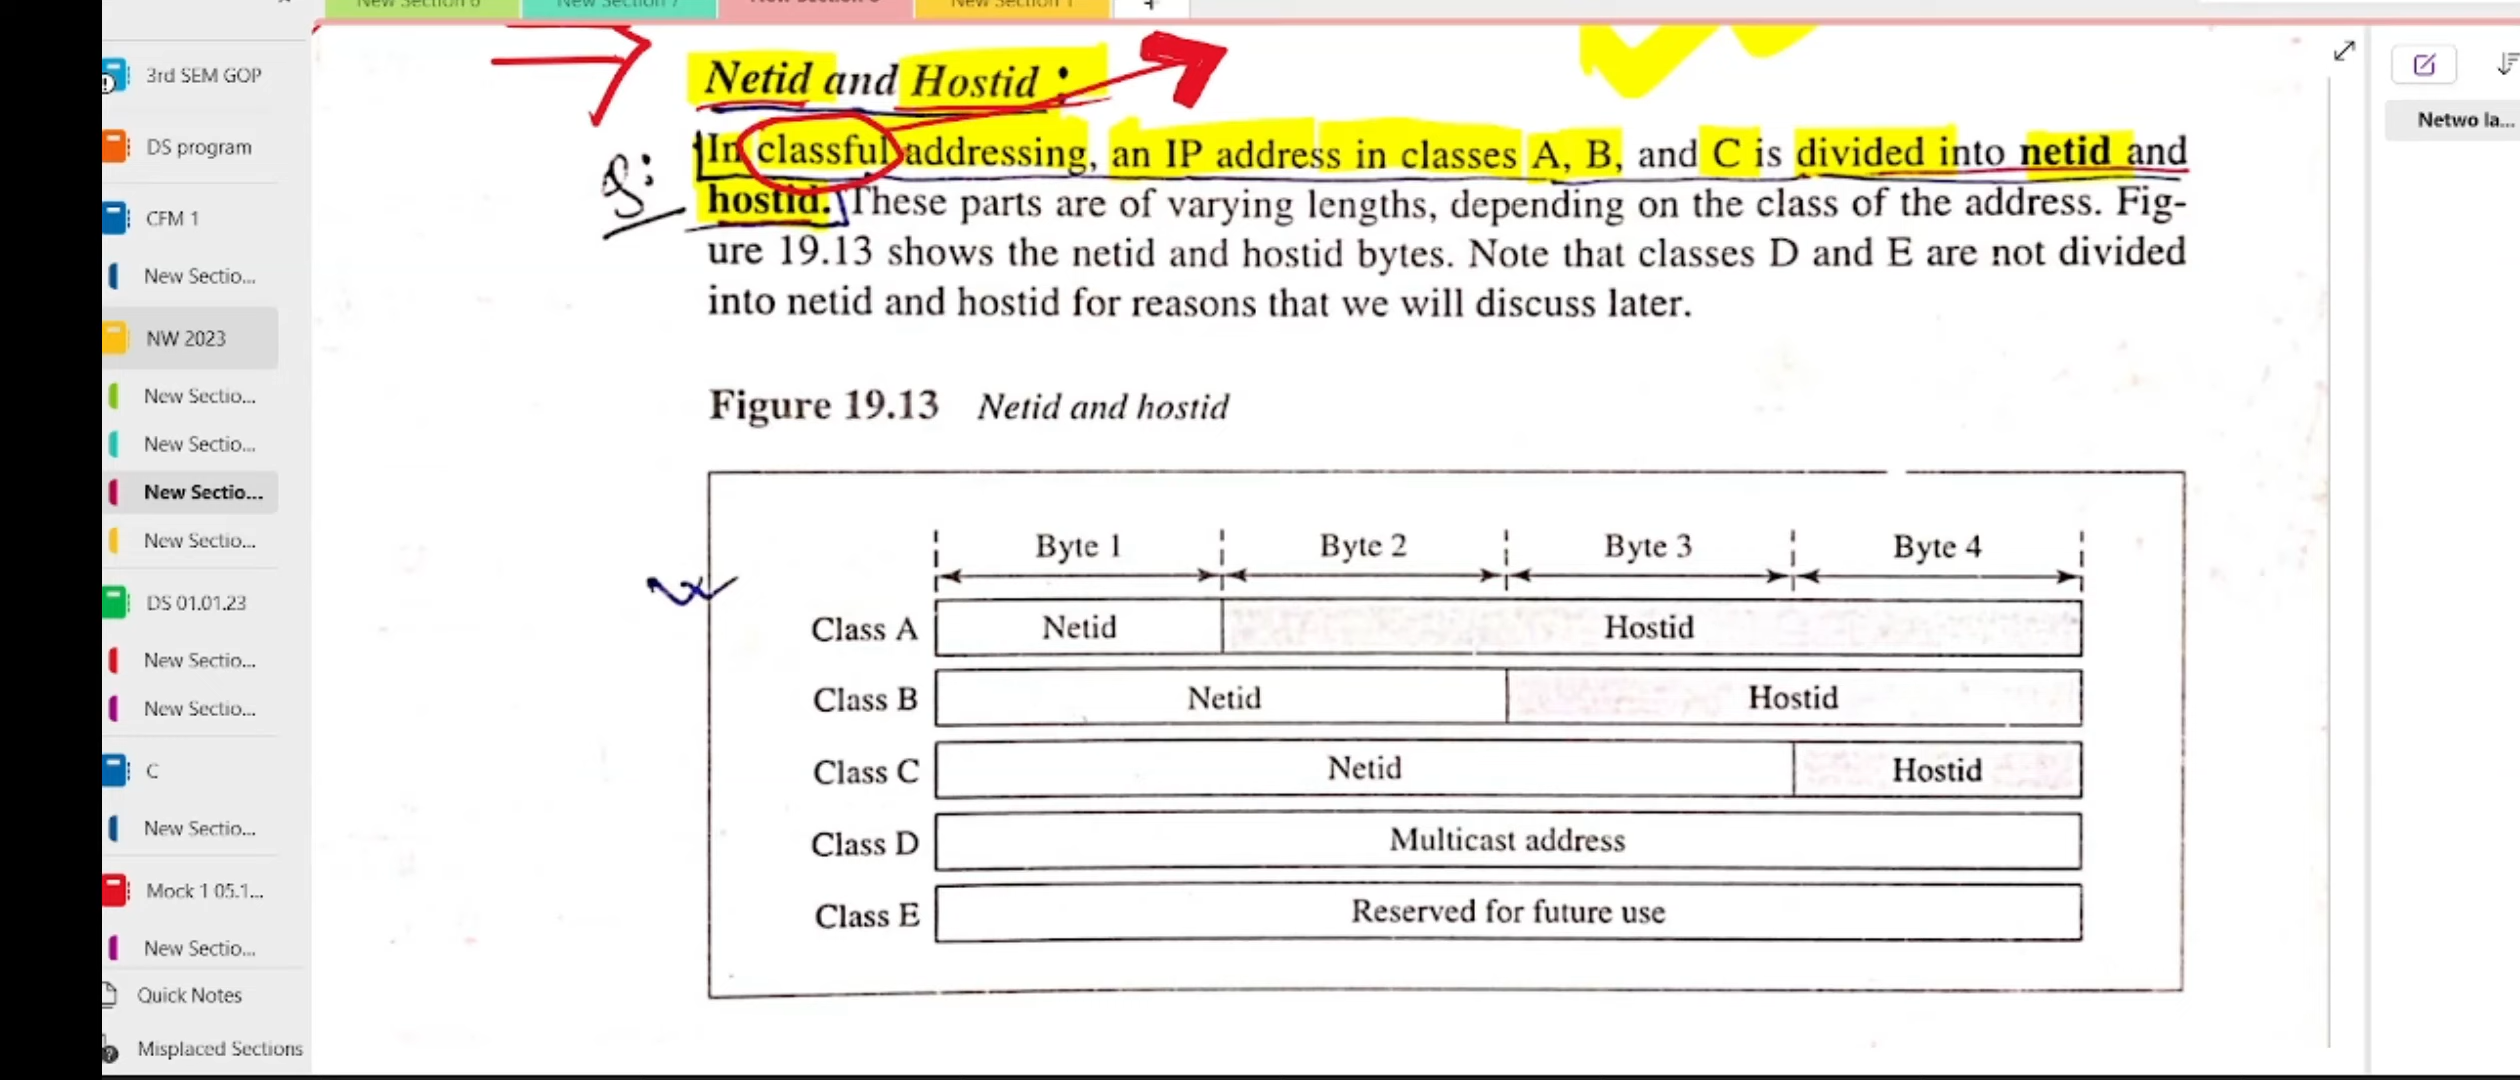 3rd SEM GOP
DS program
CFM 1
New Sectio...
NW 2023
New Sectio...
New Sectio...
New Sectio...
New Sectio...
DS 01.01.23
New Sectio...
New Sectio...
C
New Sectio...
Mock 1 05.1...
New Sectio...
Quick Notes
Misplaced Sections
Netid and Hostid :
In classful addressing, an IP address in classes A, B, and C is divided into netid and
hostid. These parts are of varying lengths, depending on the class of the address. Fig-
ure 19.13 shows the netid and hostid bytes. Note that classes D and E are not divided
into netid and hostid for reasons that we will discuss later.
Figure 19.13 Netid and hostid
Byte 1 Byte 2 Byte 3 Byte 4
Class A Netid Hostid
Class B Netid Hostid
Class C Netid Hostid
Class D Multicast address
Class E Reserved for future use
Netwo la...